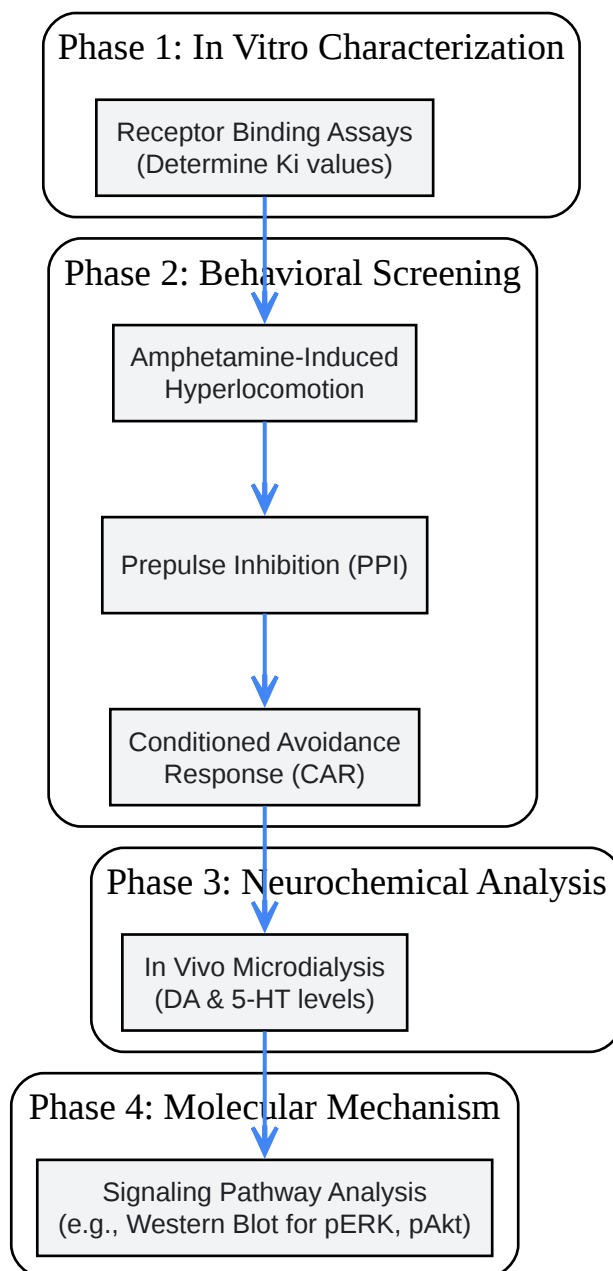 Phase 1: In Vitro Characterization
Receptor Binding Assays
(Determine Ki values)
Phase 2: Behavioral Screening
Amphetamine-Induced
Hyperlocomotion
Prepulse Inhibition (PPI)
Conditioned Avoidance
Response (CAR)
Phase 3: Neurochemical Analysis
In Vivo Microdialysis
(DA & 5-HT levels)
Phase 4: Molecular Mechanism
Signaling Pathway Analysis
(e.g., Western Blot for pERK, pAkt)